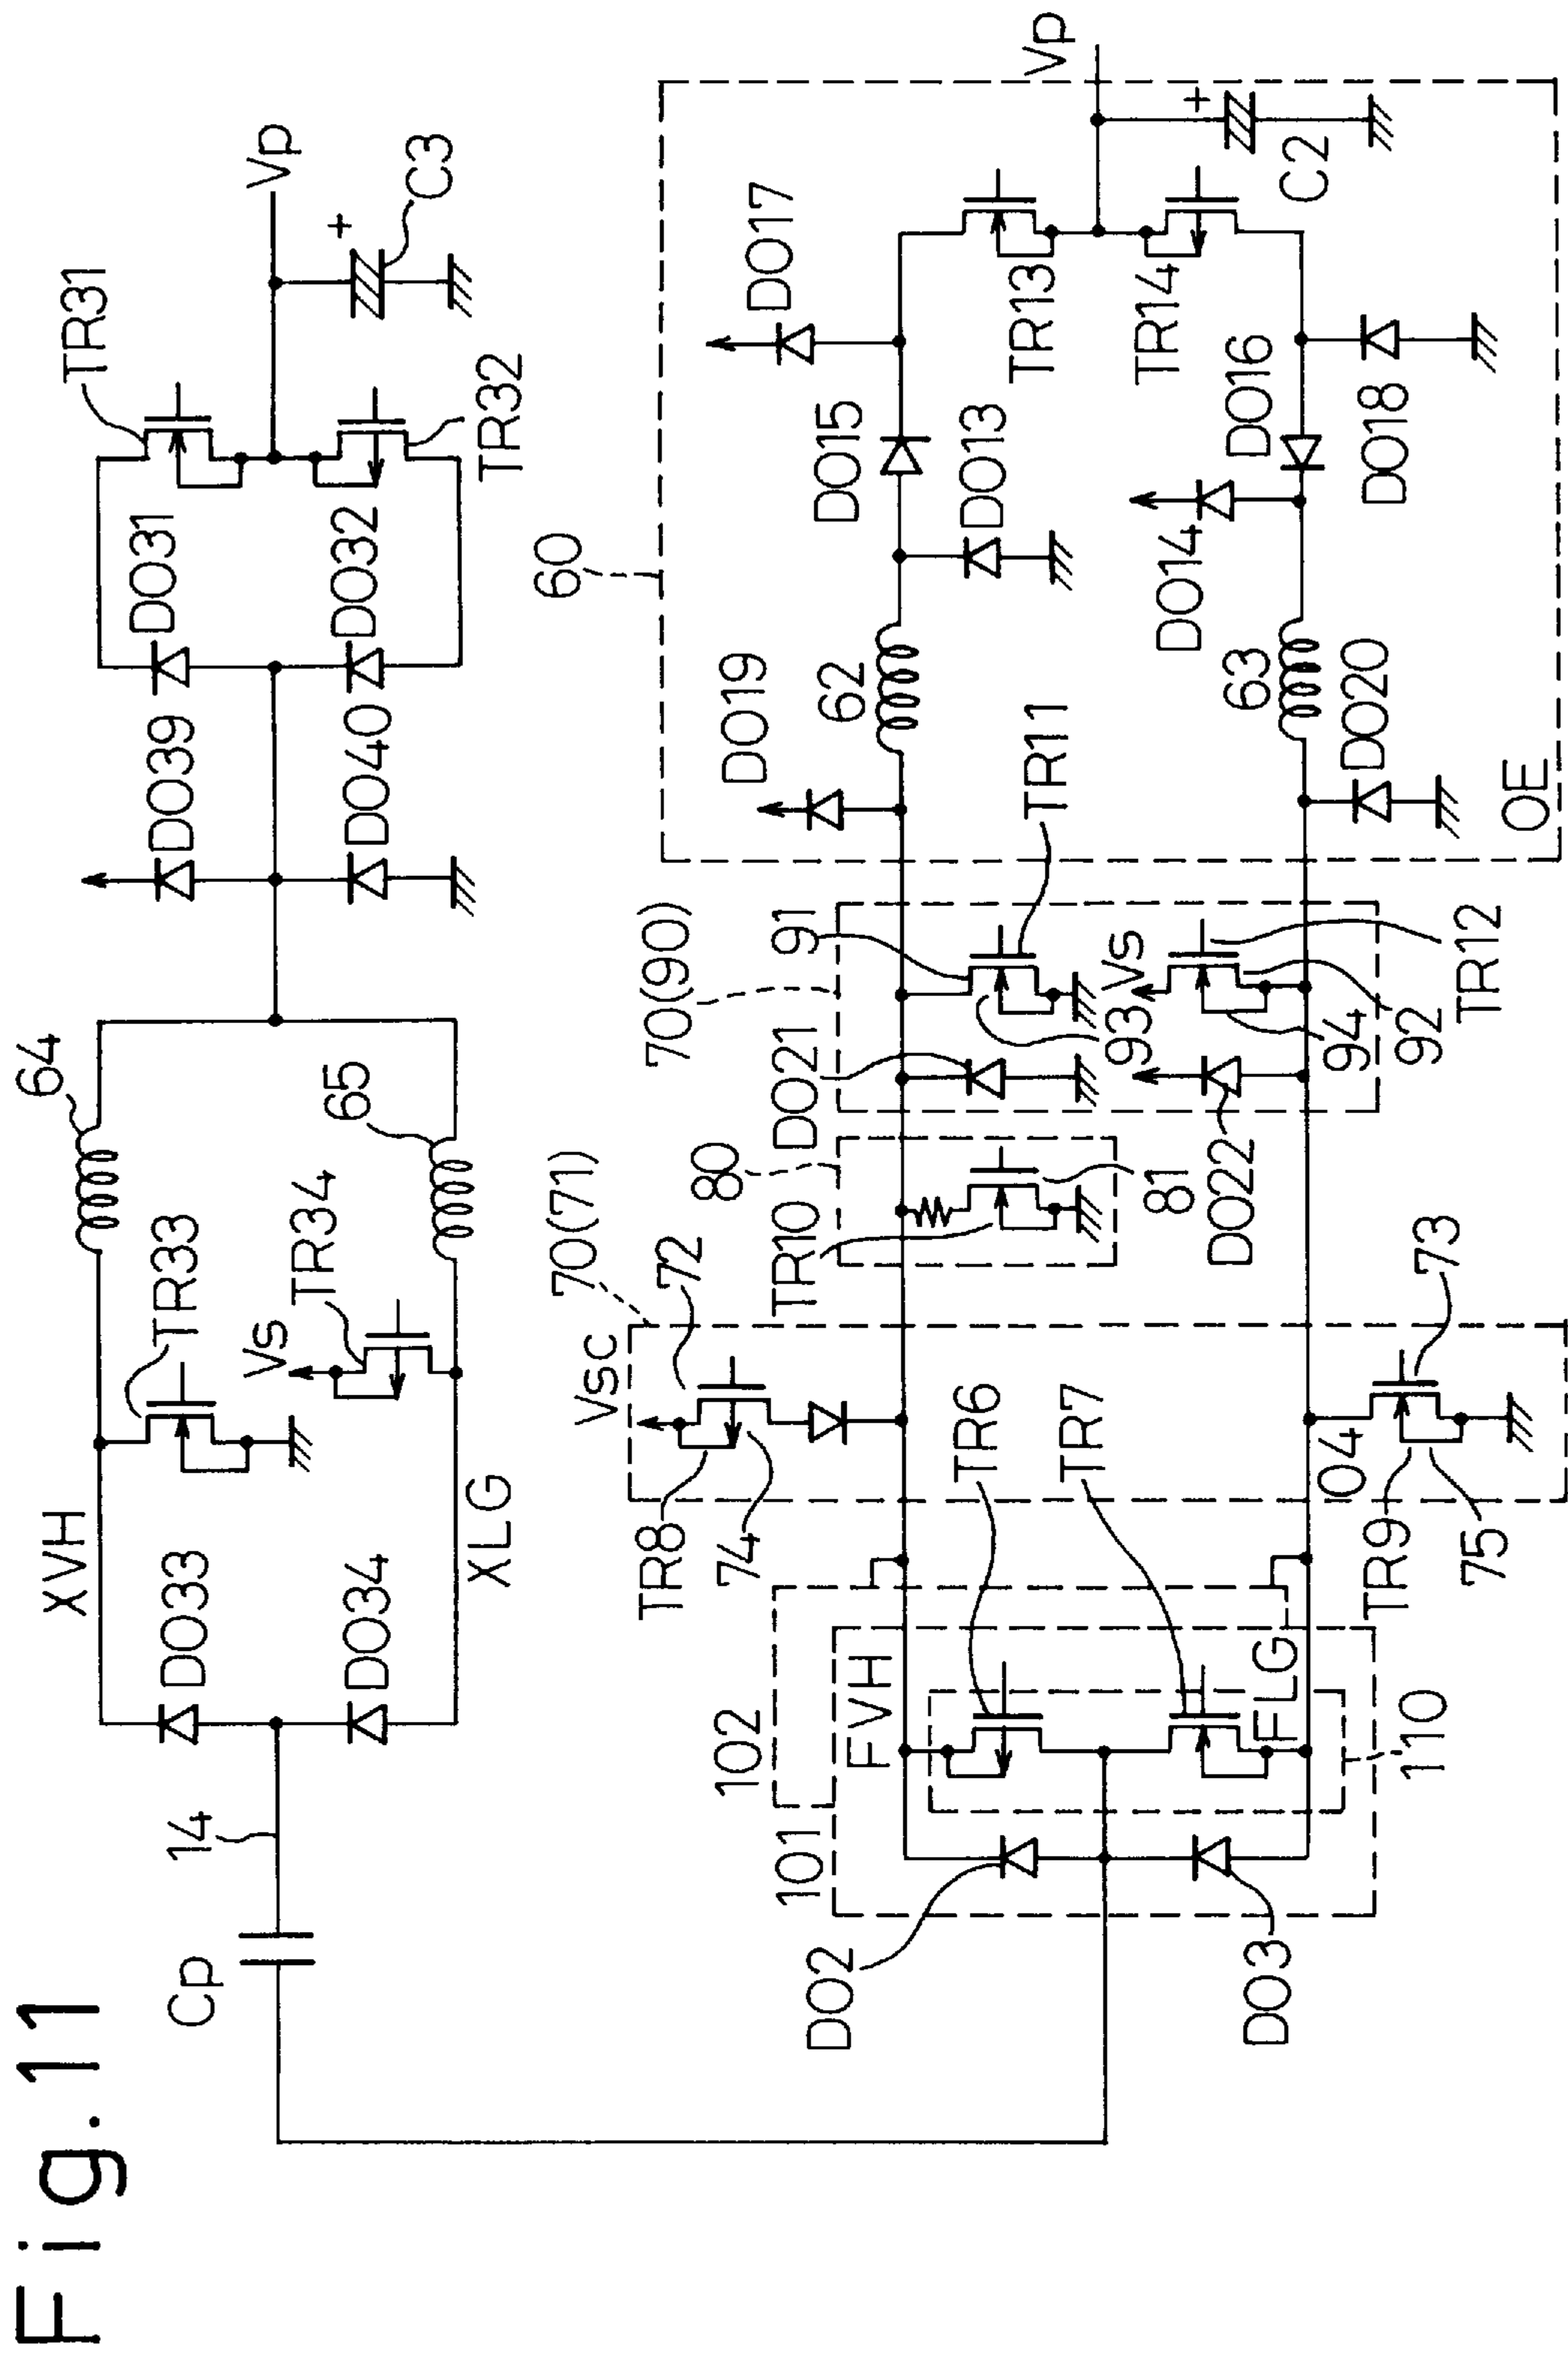 Fig.11
Cp
14
XVH
DO33
DO34
XLG
TR33
Vs
TR34
64
65
DO39
DO40
DO31
DO32
TR31
TR32
Vp
+
C3
DO2
DO3
101
102
FVH
FLG
110
TR6
TR7
70(71)
Vsc
72
TR8
74
04
TR9
75
73
80
TR10
81
70(90)
DO21
DO22
91
93
Vs
94
92
TR12
TR11
60
DO19
62
DO15
DO13
DO17
TR13
TR14
DO14
DO16
DO18
63
DO20
OE
Vp
+
C2